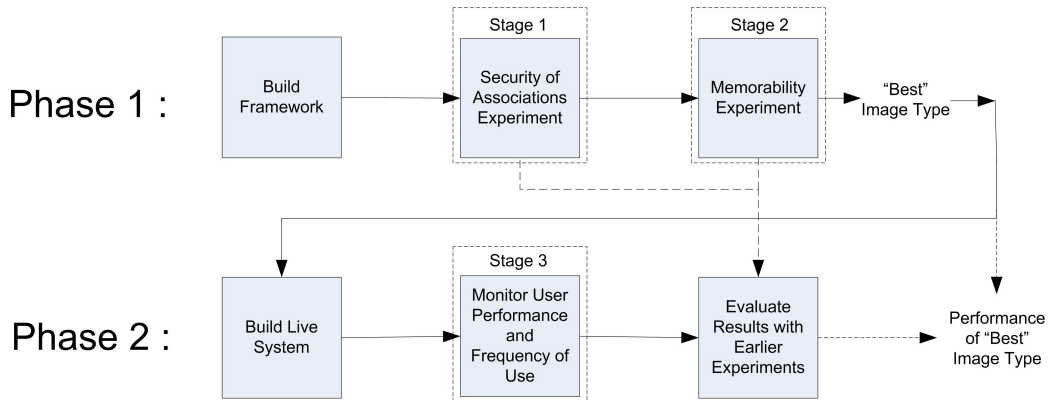 Phase 1 :
Build
Framework
Stage 1
Security of
Associations
Experiment
Stage 2
Memorability
Experiment
“Best”
Image Type
Phase 2 :
Build Live
System
Stage 3
Monitor User
Performance
and
Frequency of
Use
Evaluate
Results with
Earlier
Experiments
Performance
of “Best”
Image Type